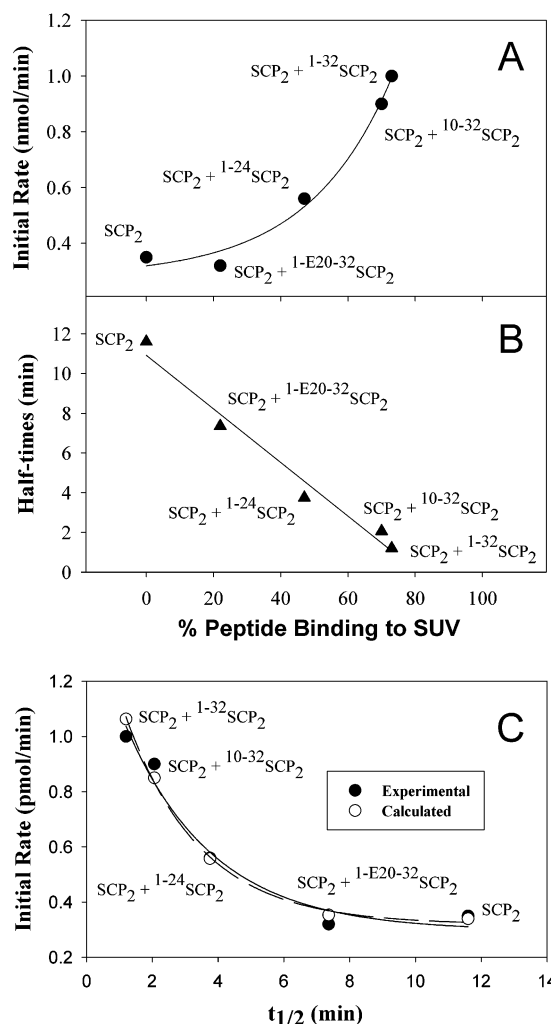 A
1.2
1.0
0.8
0.6
0.4
Initial Rate (nmol/min)
SCP2 + 1-32SCP2
SCP2 + 10-32SCP2
SCP2 + 1-24SCP2
SCP2
SCP2 + 1-E20-32SCP2
B
12
10
8
6
4
2
0
Half-times (min)
SCP2
SCP2 + 1-E20-32SCP2
SCP2 + 1-24SCP2
SCP2 + 10-32SCP2
SCP2 + 1-32SCP2
0 20 40 60 80 100
% Peptide Binding to SUV
C
1.2
1.0
0.8
0.6
0.4
0.2
Initial Rate (pmol/min)
SCP2 + 1-32SCP2
SCP2 + 10-32SCP2
Experimental
Calculated
SCP2 + 1-24SCP2
SCP2 + 1-E20-32SCP2
SCP2
0 2 4 6 8 10 12 14
t1/2 (min)